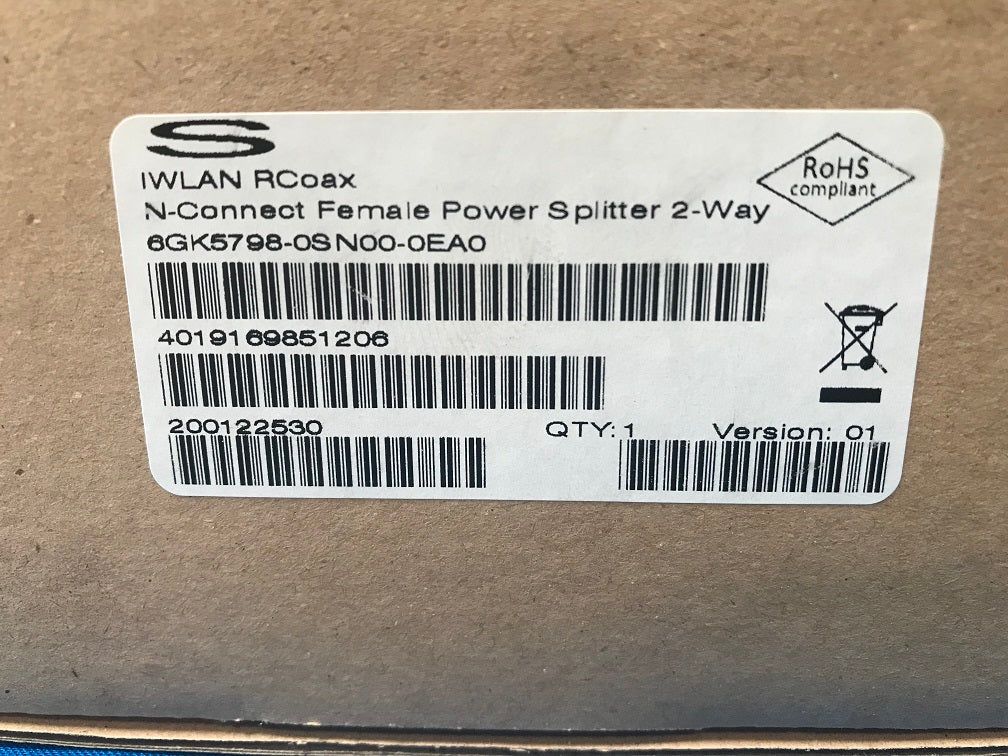 S
IWLAN RCoax
N-Connect Female Power Splitter 2-Way
6GK5798-0SN00-0EA0
RoHS
compliant
4019169851206
200122530
QTY: 1
Version: 01